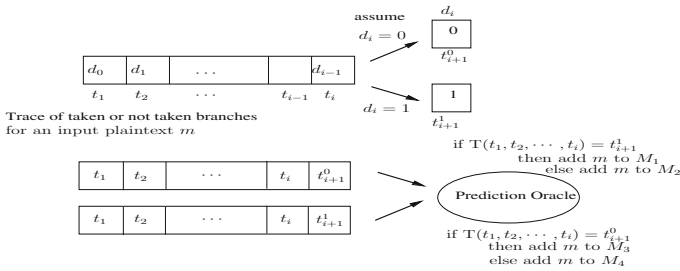 assume
d_i
d_i = 0
0
t^0_{i+1}
d_0 d_1 ... d_{i-1}
t_1 t_2 ... t_{i-1} t_i
d_i = 1
1
t^1_{i+1}
Trace of taken or not taken branches
for an input plaintext m
if T(t_1, t_2, ··· , t_i) = t^1_{i+1}
then add m to M_1
else add m to M_2
t_1 t_2 ... t_i t^0_{i+1}
Prediction Oracle
t_1 t_2 ... t_i t^1_{i+1}
if T(t_1, t_2, ··· , t_i) = t^0_{i+1}
then add m to M_3
else add m to M_4